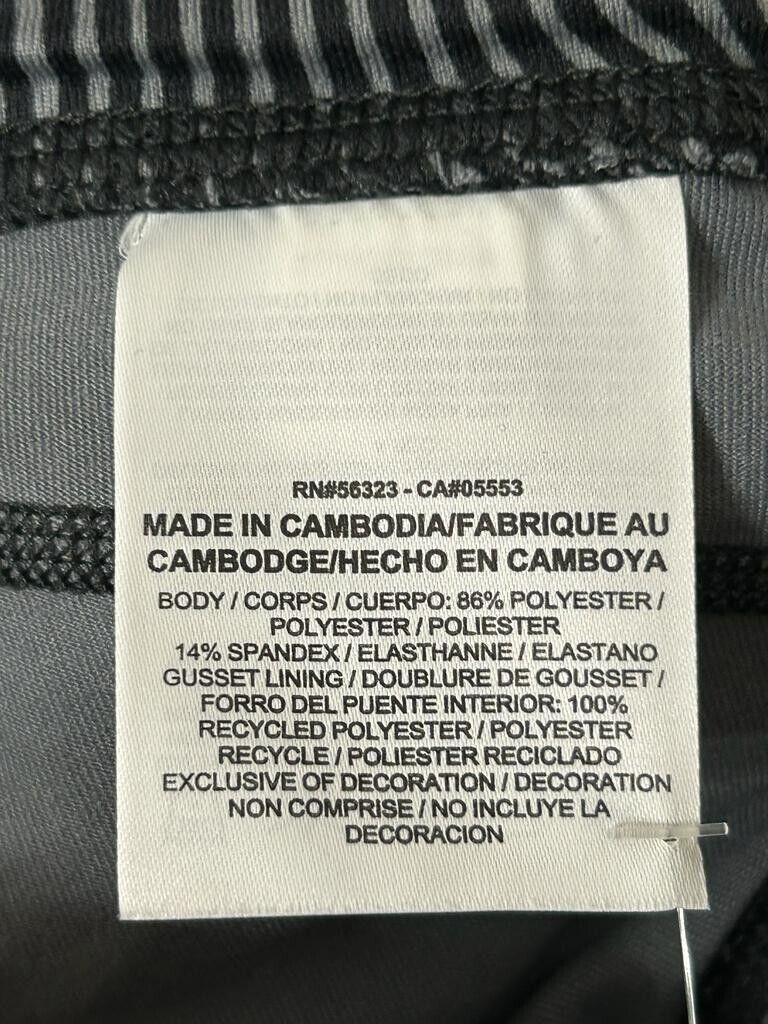 RN#56323 - CA#05553
MADE IN CAMBODIA/FABRIQUE AU
CAMBODGE/HECHO EN CAMBOYA
BODY / CORPS / CUERPO: 86% POLYESTER /
POLYESTER / POLIESTER
14% SPANDEX / ELASTHANNE / ELASTANO
GUSSET LINING / DOUBLURE DE GOUSSET /
FORRO DEL PUENTE INTERIOR: 100%
RECYCLED POLYESTER / POLYESTER
RECYCLE / POLIESTER RECICLADO
EXCLUSIVE OF DECORATION / DECORATION
NON COMPRISE / NO INCLUYE LA
DECORACION